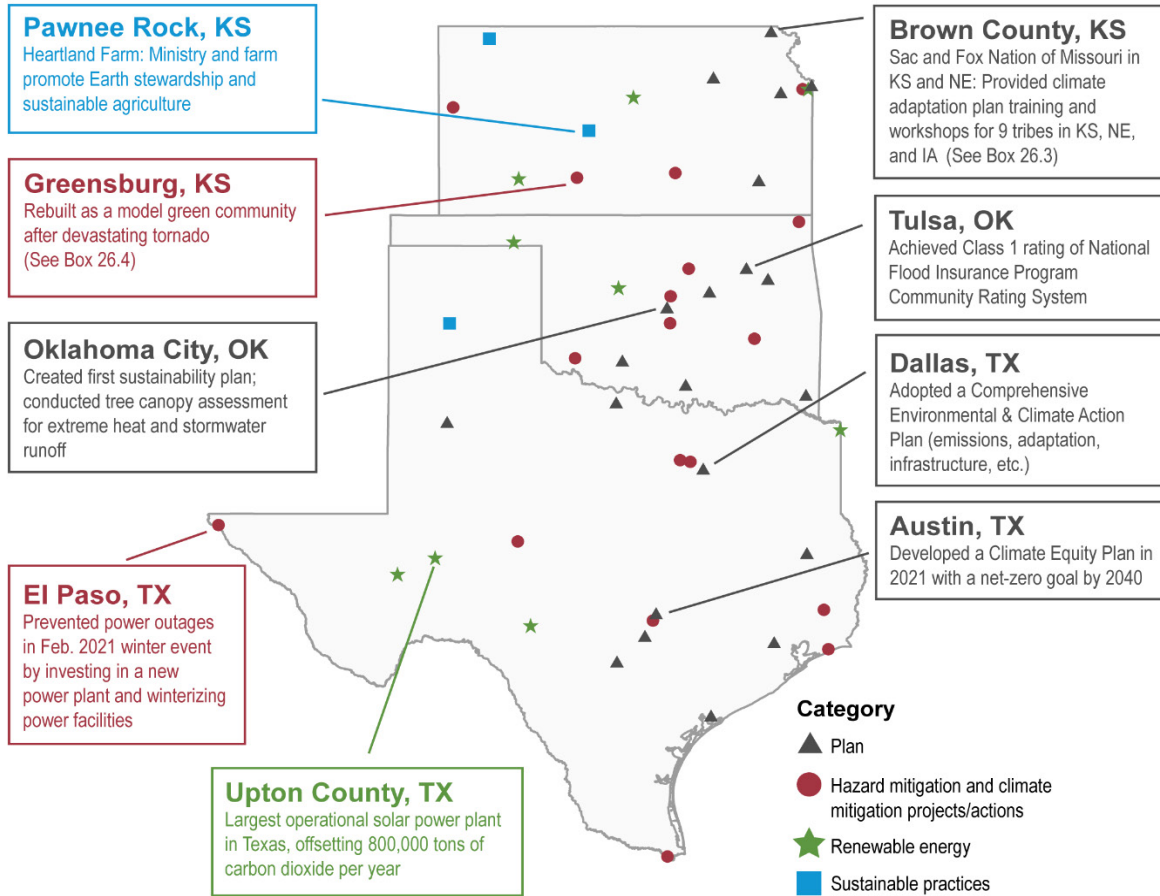 Pawnee Rock, KS
Heartland Farm: Ministry and farm
promote Earth stewardship and
sustainable agriculture
Greensburg, KS
Rebuilt as a model green community
after devastating tornado
(See Box 26.4)
Oklahoma City, OK
Created first sustainability plan;
conducted tree canopy assessment
for extreme heat and stormwater
runoff
El Paso, TX
Prevented power outages
in Feb. 2021 winter event
by investing in a new
power plant and winterizing
power facilities
Upton County, TX
Largest operational solar power plant
in Texas, offsetting 800,000 tons of
carbon dioxide per year
Brown County, KS
Sac and Fox Nation of Missouri in
KS and NE: Provided climate
adaptation plan training and
workshops for 9 tribes in KS, NE,
and IA (See Box 26.3)
Tulsa, OK
Achieved Class 1 rating of National
Flood Insurance Program
Community Rating System
Dallas, TX
Adopted a Comprehensive
Environmental & Climate Action
Plan (emissions, adaptation,
infrastructure, etc.)
Austin, TX
Developed a Climate Equity Plan in
2021 with a net-zero goal by 2040
Category
Plan
Hazard mitigation and climate
mitigation projects/actions
Renewable energy
Sustainable practices